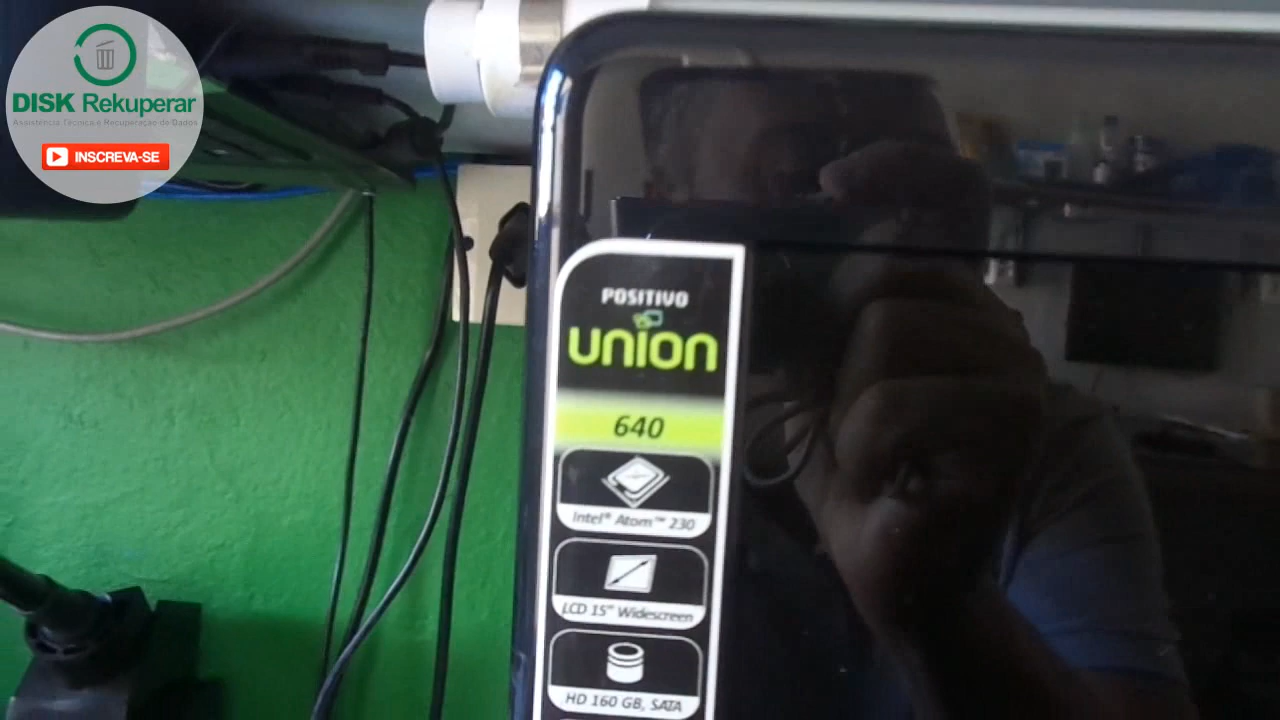 DISK Rekuperar
Assistência Técnica e Recuperação de Dados
INSCREVA-SE
POSITIVO
union
640
Intel® Atom™ 230
LCD 15" Widescreen
HD 160 GB, SATA